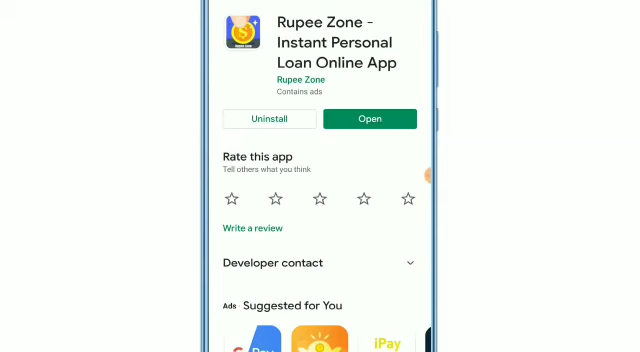 Rupee Zone -
Instant Personal
Loan Online App
Rupee Zone
Contains ads
Uninstall
Open
Rate this app
Tell others what you think
Write a review
Developer contact
Ads
Suggested for You
G Pay
iPay